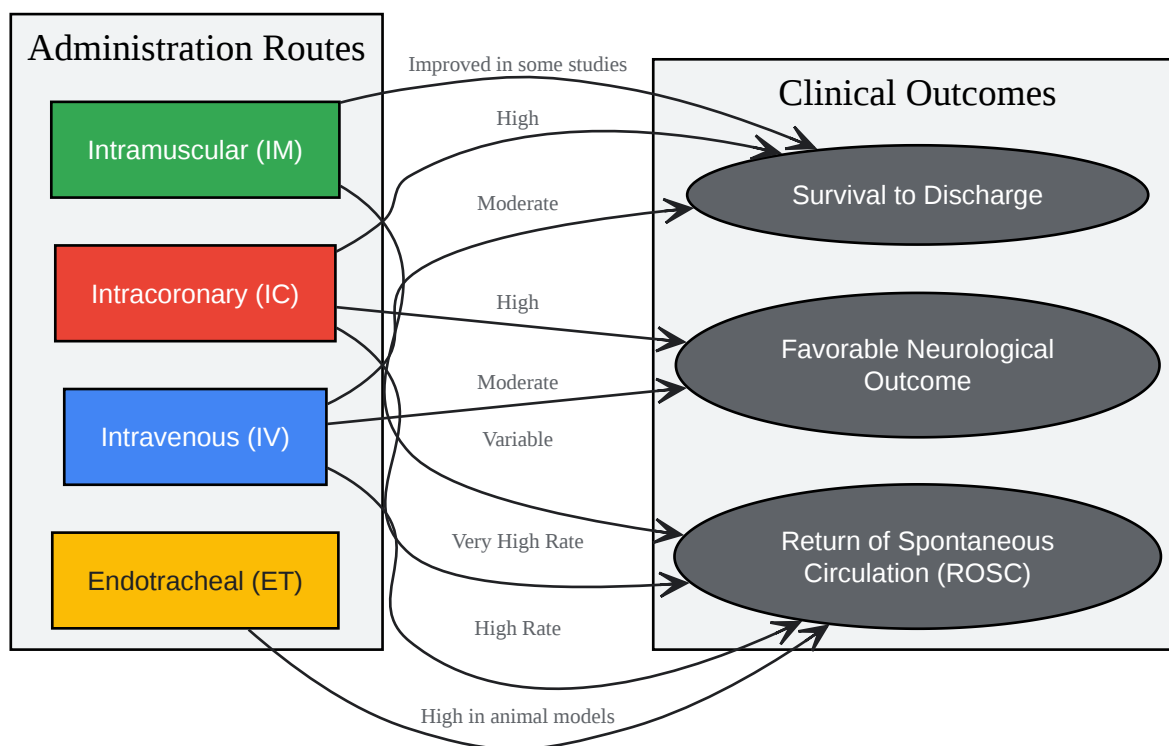 Administration Routes
Intramuscular (IM)
Intracoronary (IC)
Intravenous (IV)
Endotracheal (ET)
Improved in some studies
High
Moderate
High
Moderate
Variable
Very High Rate
High Rate
High in animal models
Clinical Outcomes
Survival to Discharge
Favorable Neurological
Outcome
Return of Spontaneous
Circulation (ROSC)